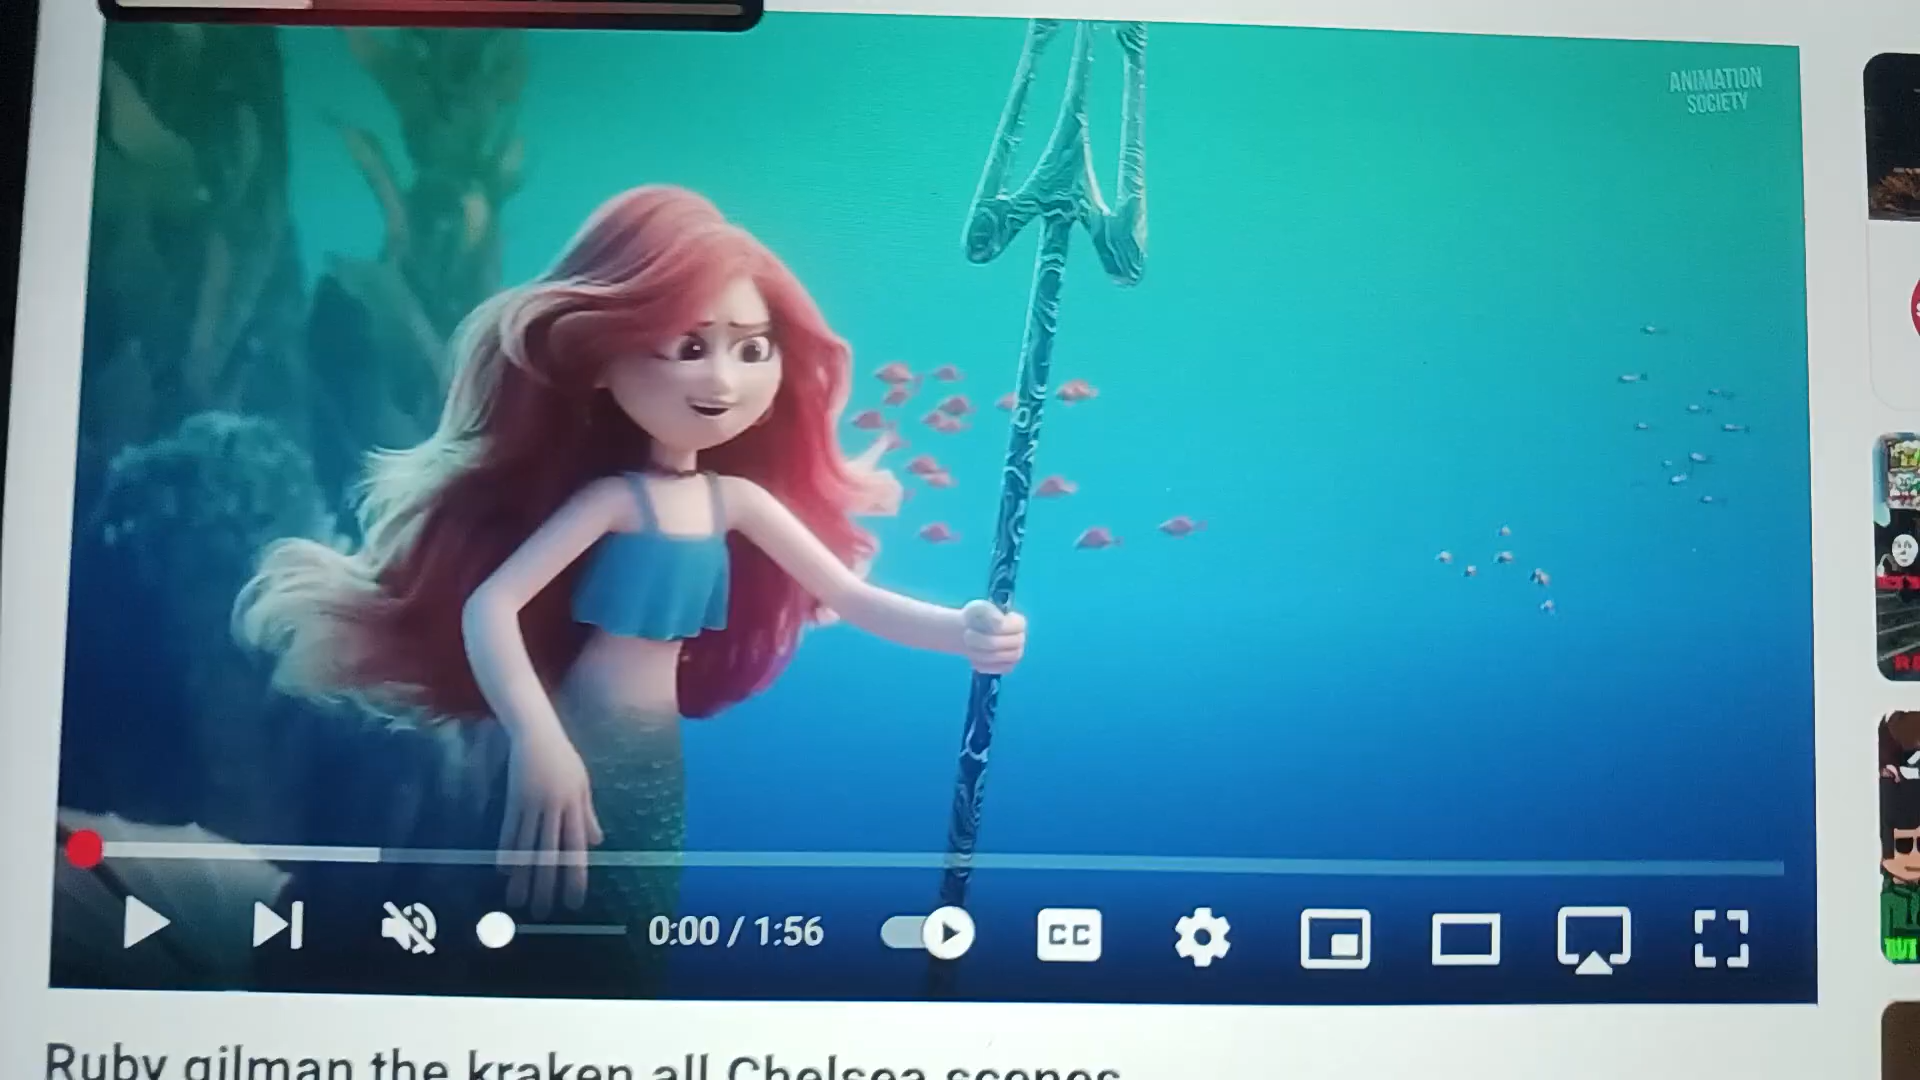 ANIMATION
SOCIETY
0:00 / 1:56
CC
Ruby gilman the kraken all Chelsea scenes